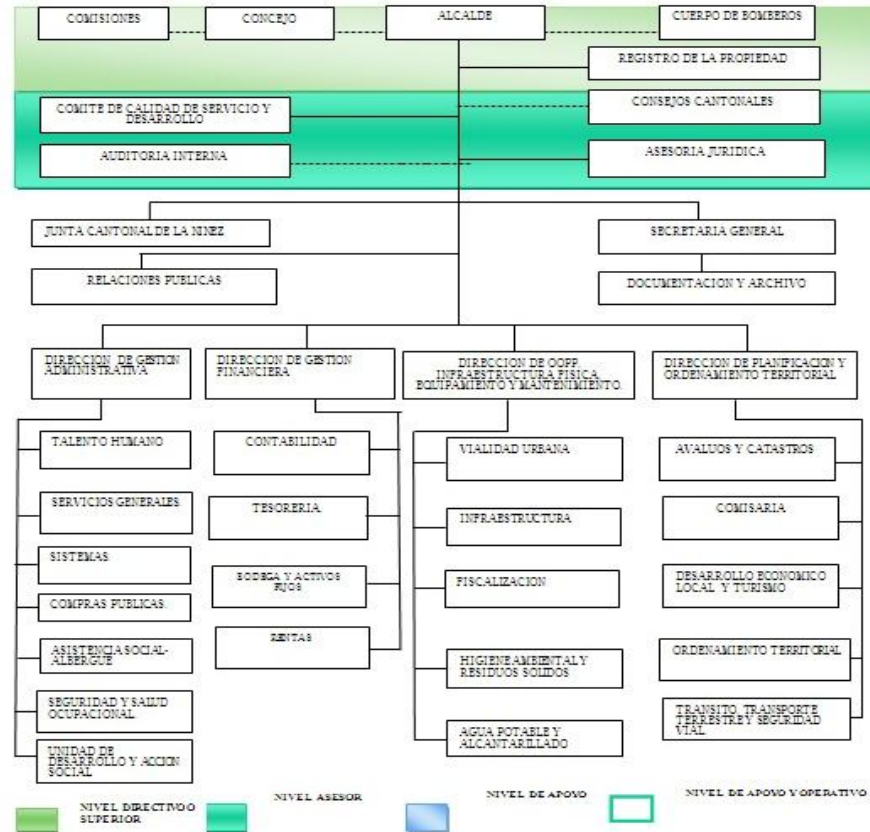 COMISIONES
CONCEJO
ALCALDE
CUERPO DE BOMBEROS
REGISTRO DE LA PROPIEDAD
COMITE DE CALIDAD DE SERVICIO Y
DESARROLLO
CONSEJOS CANTONALES
AUDITORIA INTERNA
ASESORIA JURIDICA
JUNTA CANTONAL DE LA NINEZ
SECRETARIA GENERAL
RELACIONES PUBLICAS
DOCUMENTACION Y ARCHIVO
DIRECCION DE GESTION
ADMINISTRATIVA
DIRECCION DE GESTION
FINANCIERA
DIRECCION DE OOPP.
INFRAESTRUCTURA FISICA
EQUIPAMIENTO Y MANTENIMIENTO.
DIRECCION DE PLANIFICACION Y
ORDENAMIENTO TERRITORIAL
TALENTO HUMANO
SERVICIOS GENERALES.
SISTEMAS.
COMPRAS PUBLICAS.
ASISTENCIA SOCIAL-
ALBERGUE
SEGURIDAD Y SALUD
OCUPACIONAL
UNIDAD DE
DESARROLLO Y ACCION
SOCIAL
CONTABILIDAD
TESORERIA.
BODEGA Y ACTIVOS
FIJOS
RENTAS
VIALIDAD URBANA
INFRAESTRUCTURA
FISCALIZACION
HIGIENE AMBIENTAL Y
RESIDUOS SOLIDOS
AGUA POTABLE Y
ALCANTARILLADO
AVALUOS Y CATASTROS
COMISARIA
DESARROLLO ECONOMICO
LOCAL Y TURISMO
ORDENAMIENTO TERRITORIAL
TRANSITO, TRANSPORTE
TERRESTRE Y SEGURIDAD
VIAL
NIVEL DIRECTIVO O
SUPERIOR
NIVEL ASESOR
NIVEL DE APOYO
NIVEL DE APOYO Y OPERATIVO